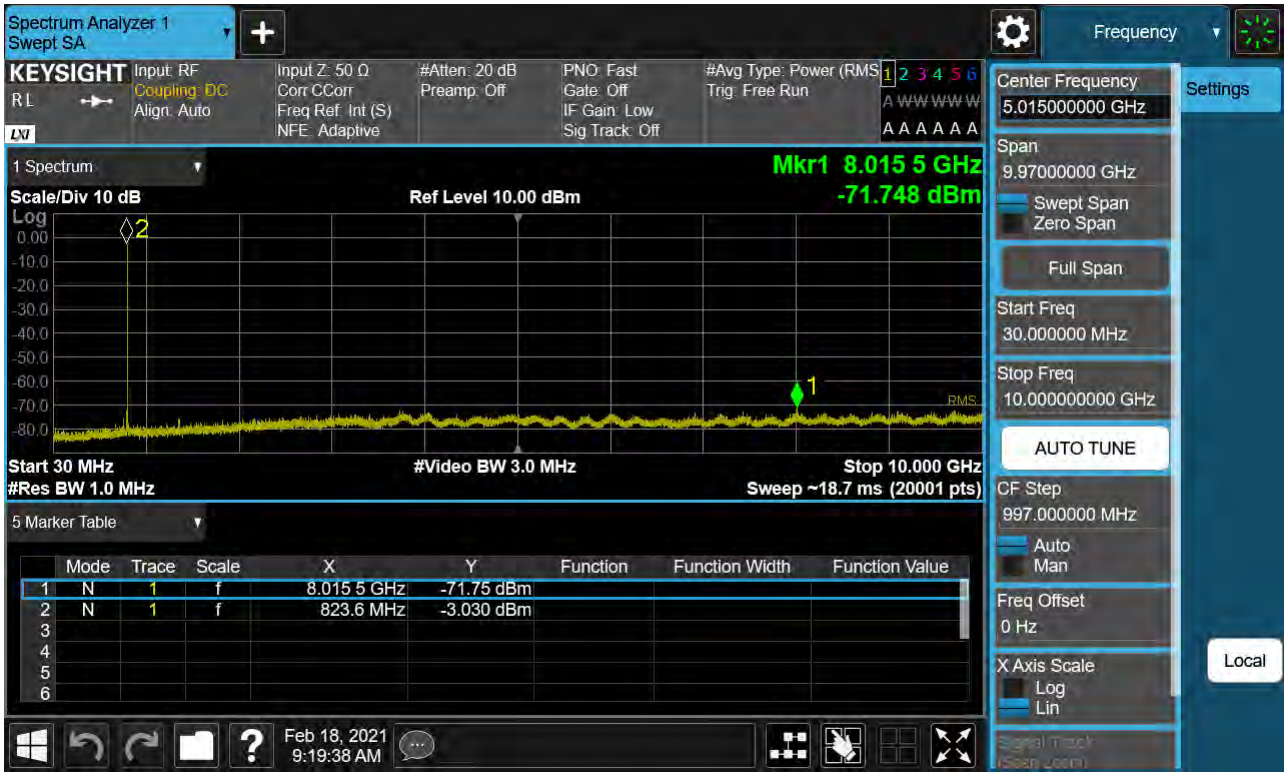 Spectrum Analyzer 1
Swept SA
+
Frequency
KEYSIGHT
RL
LXI
Input: RF
Coupling: DC
Align: Auto
Input Z: 50 Ω
Corr CCorr
Freq Ref: Int (S)
NFE: Adaptive
#Atten: 20 dB
Preamp: Off
PNO: Fast
Gate: Off
IF Gain: Low
Sig Track: Off
#Avg Type: Power (RMS
Trig: Free Run
1 2 3 4 5 6
A W W W W W
A A A A A A
1 Spectrum
Mkr1 8.015 5 GHz
Scale/Div 10 dB
Ref Level 10.00 dBm
-71.748 dBm
Log
2
0.00
-10.0
-20.0
-30.0
-40.0
-50.0
-60.0
1
-70.0
RMS
-80.0
Start 30 MHz
#Video BW 3.0 MHz
Stop 10.000 GHz
#Res BW 1.0 MHz
Sweep ~18.7 ms (20001 pts)
5 Marker Table
Mode Trace Scale X Y Function Function Width Function Value
1 N 1 f 8.015 5 GHz -71.75 dBm
2 N 1 f 823.6 MHz -3.030 dBm
3
4
5
6
Center Frequency
5.015000000 GHz
Settings
Span
9.97000000 GHz
Swept Span
Zero Span
Full Span
Start Freq
30.000000 MHz
Stop Freq
10.000000000 GHz
AUTO TUNE
CF Step
997.000000 MHz
Auto
Man
Freq Offset
0 Hz
X Axis Scale
Log
Lin
Signal Track
(Span Zoom)
Local
?
Feb 18, 2021
9:19:38 AM